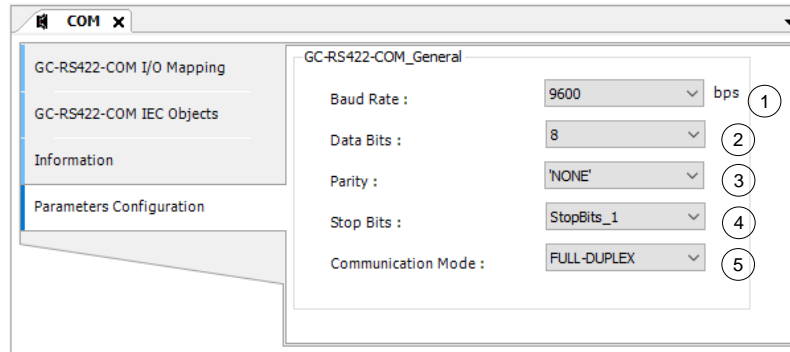 COM
GC-RS422-COM I/O Mapping
GC-RS422-COM IEC Objects
Information
Parameters Configuration
GC-RS422-COM_General
Baud Rate : 9600 bps 1
Data Bits : 8 2
Parity : 'NONE' 3
Stop Bits : StopBits_1 4
Communication Mode : FULL-DUPLEX 5